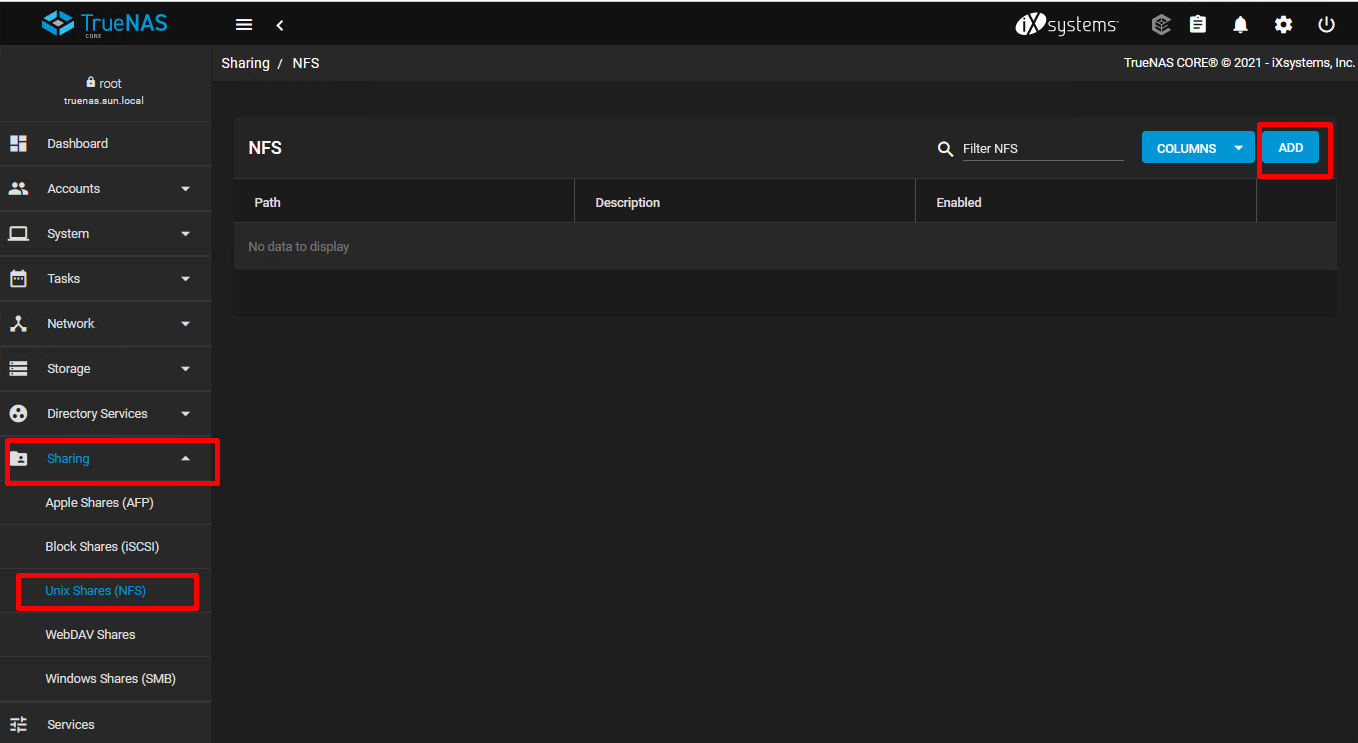 TrueNAS
CORE
iXsystems
root
truenas.sun.local
Sharing / NFS
TrueNAS CORE® © 2021 - iXsystems, Inc.
Dashboard
Accounts
System
Tasks
Network
Storage
Directory Services
Sharing
Apple Shares (AFP)
Block Shares (iSCSI)
Unix Shares (NFS)
WebDAV Shares
Windows Shares (SMB)
Services
NFS
Filter NFS
COLUMNS
ADD
Path
Description
Enabled
No data to display